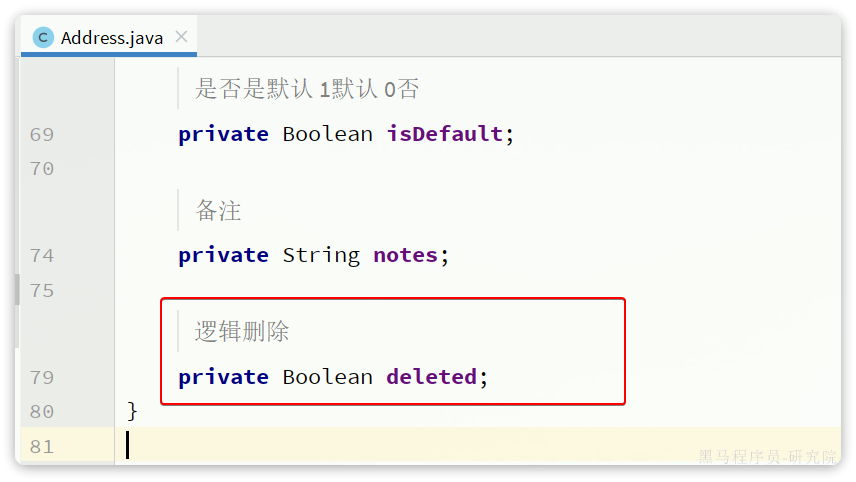 Address.java
是否是默认 1默认 0否
69 private Boolean isDefault;
70
备注
74 private String notes;
75
逻辑删除
79 private Boolean deleted;
80 }
81
黑马程序员-研究院